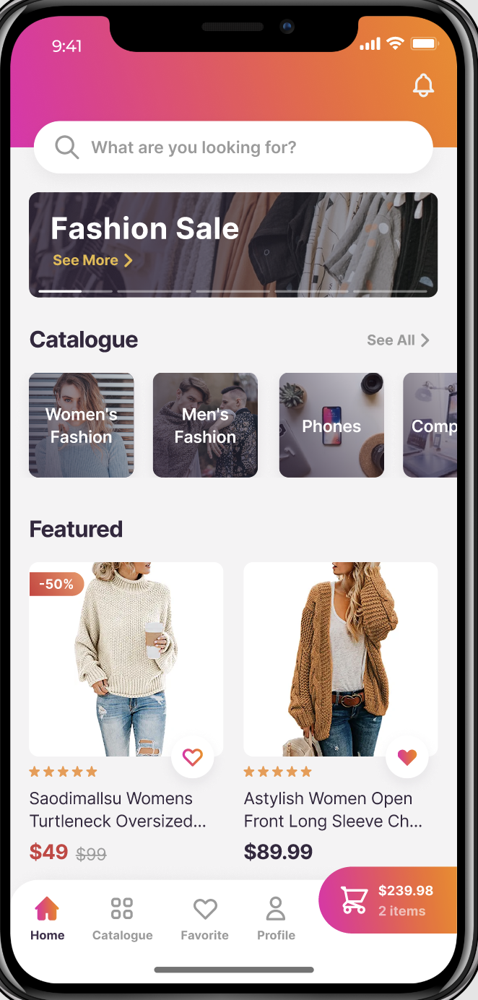 9:41
What are you looking for?
Fashion Sale
See More
Catalogue
See All
Women's
Fashion
Men's
Fashion
Phones
Comp
Featured
-50%
Saodimallsu Womens
Turtleneck Oversized...
$49 $99
Astylish Women Open
Front Long Sleeve Ch...
$89.99
$239.98
2 items
Home
Catalogue
Favorite
Profile